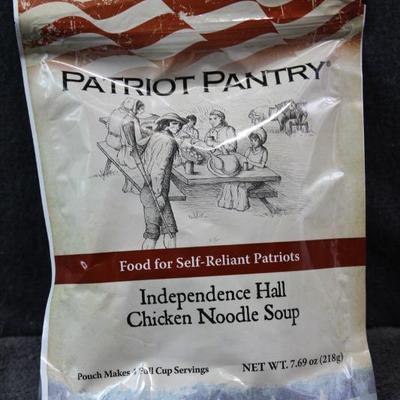 PATRIOT PANTRY®
Food for Self-Reliant Patriots
Independence Hall
Chicken Noodle Soup
Pouch Makes 4 Full Cup Servings
NET WT. 7.69 oz (218g)